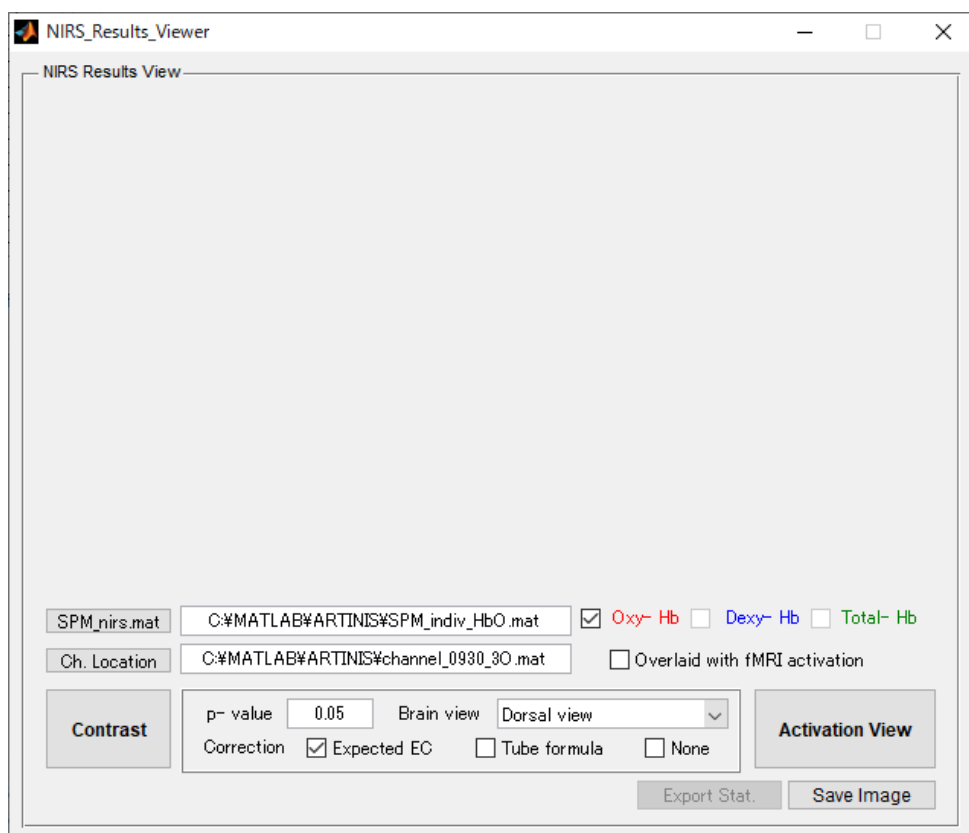 NIRS_Results_Viewer
NIRS Results View
SPM_nirs.mat C:¥MATLAB¥ARTINIS¥SPM_indiv_HbO.mat Oxy- Hb Dexy- Hb Total- Hb
Ch. Location C:¥MATLAB¥ARTINIS¥channel_0930_3O.mat Overlaid with fMRI activation
Contrast p- value 0.05 Brain view Dorsal view Activation View
Correction Expected EC Tube formula None
Export Stat. Save Image